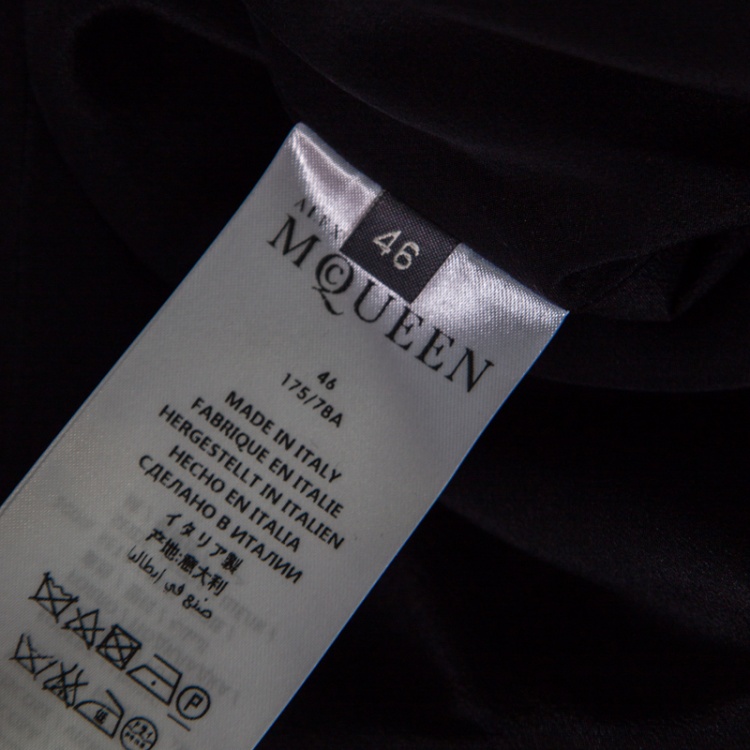 46
ALEX
MCQUEEN
46
175/78A
MADE IN ITALY
FABRIQUE EN ITALIE
HERGESTELLT IN ITALIEN
HECHO EN ITALIA
СДЕЛАНО В ИТАЛИИ
イタリア製
产地:意大利
صنع في إيطاليا
P